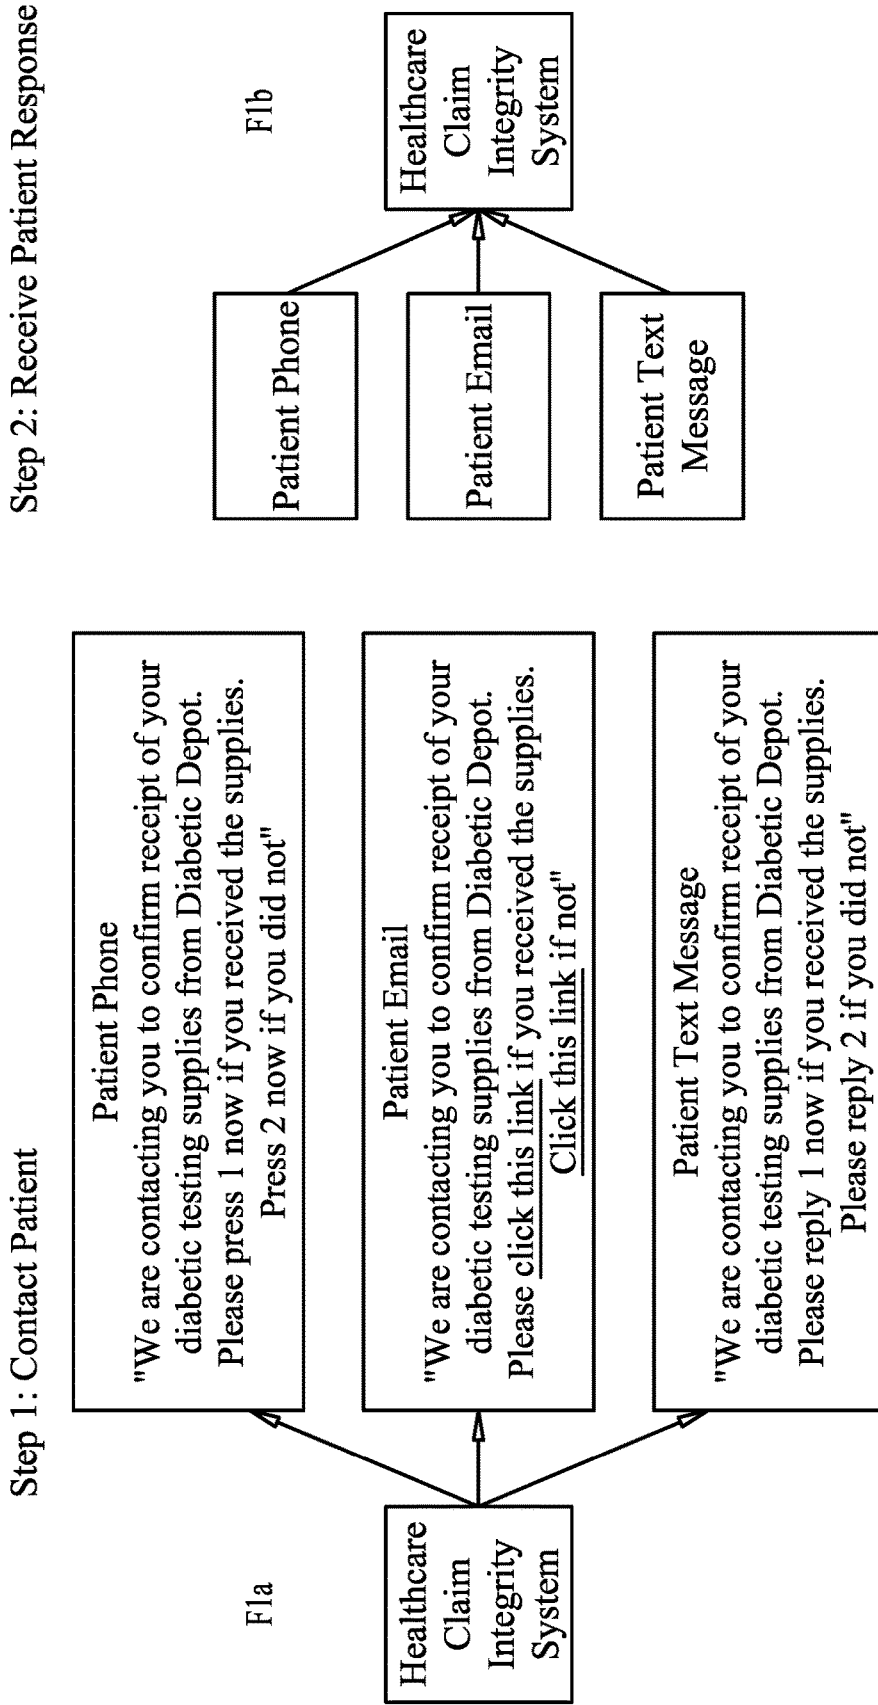 Step 1: Contact Patient
F1a
Healthcare
Claim
Integrity
System
Patient Phone
"We are contacting you to confirm receipt of your
diabetic testing supplies from Diabetic Depot.
Please press 1 now if you received the supplies.
Press 2 now if you did not"
Patient Email
"We are contacting you to confirm receipt of your
diabetic testing supplies from Diabetic Depot.
Please click this link if you received the supplies.
Click this link if not"
Patient Text Message
"We are contacting you to confirm receipt of your
diabetic testing supplies from Diabetic Depot.
Please reply 1 now if you received the supplies.
Please reply 2 if you did not"
Step 2: Receive Patient Response
F1b
Patient Phone
Patient Email
Patient Text
Message
Healthcare
Claim
Integrity
System